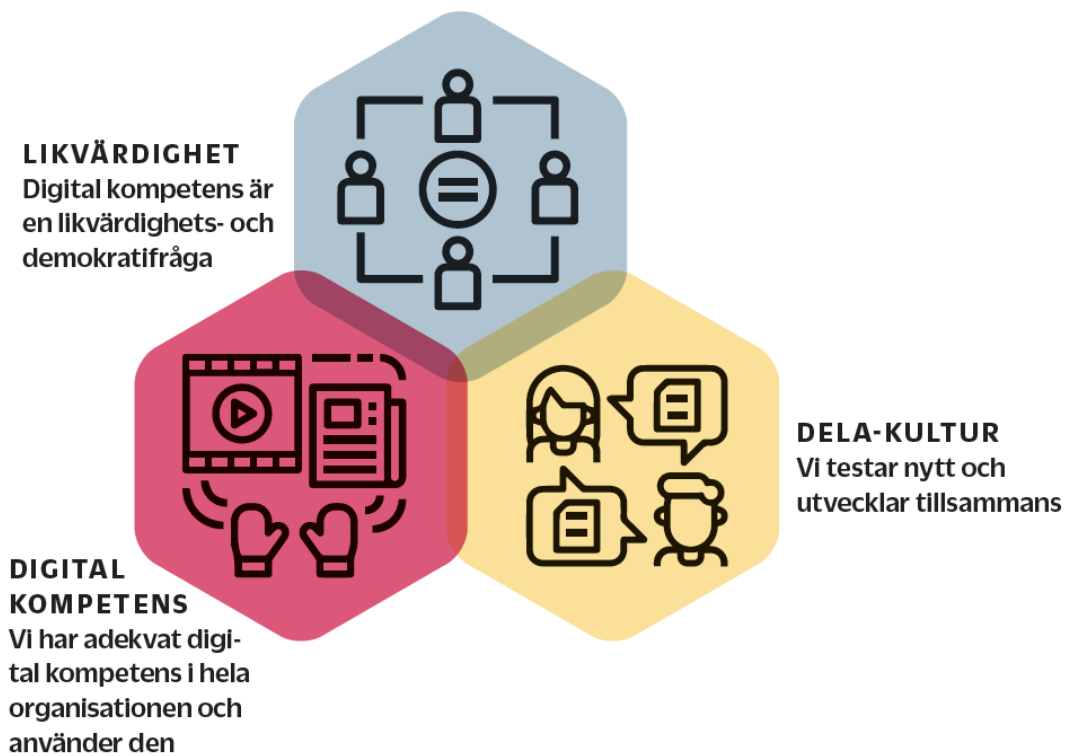 LIKVÄRDIGHET
Digital kompetens är
en likvärdighets- och
demokratifråga
DELA-KULTUR
Vi testar nytt och
utvecklar tillsammans
DIGITAL
KOMPETENS
Vi har adekvat digi-
tal kompetens i hela
organisationen och
använder den